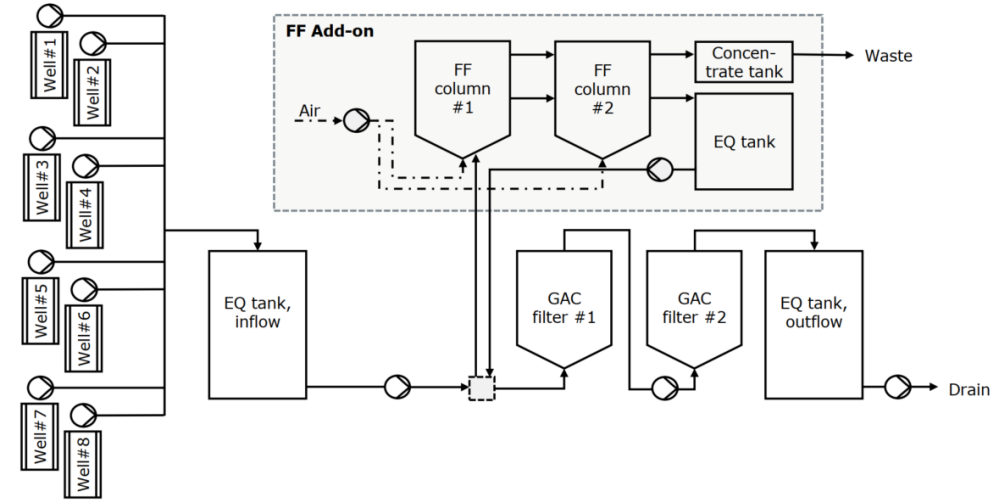 FF Add-on
Well#1
Well#2
Well#3
Well#4
Well#5
Well#6
Well#7
Well#8
Air
FF
column
#1
FF
column
#2
Concen-
trate tank
Waste
EQ tank
EQ tank,
inflow
GAC
filter #1
GAC
filter #2
EQ tank,
outflow
Drain